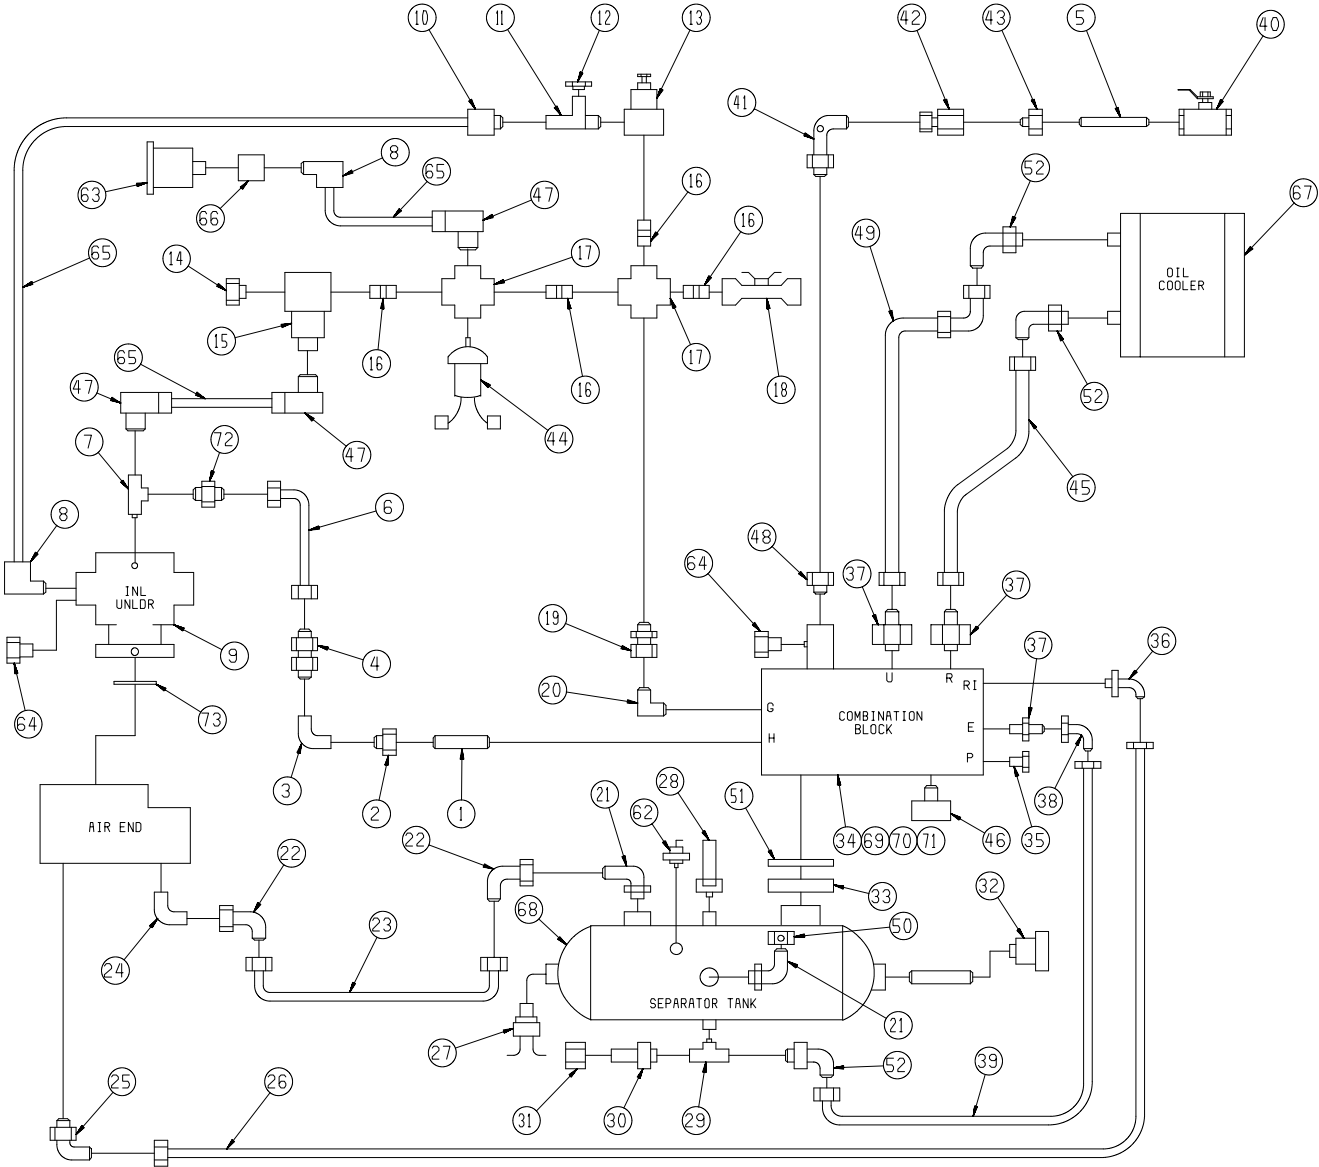 10 11 12 13 42 43 5 40
41
63 66 8 65 47 16 16 52 67
65 14 17 49
OIL
COOLER
15 16 16 17 18 52
65
47 47 44
7 72 6 45
8 48 64 37 37
INL
UNLDR
9 4 19 36
64 73 20 37
U R RI
G E
H P
COMBINATION
BLOCK
3 2 1 28 51 38
AIR END
22 22 21 62 34 69 70 71 46 35
68 33 32
24 23 50
SEPARATOR TANK
27 21
25 26 31 30 29 52 39